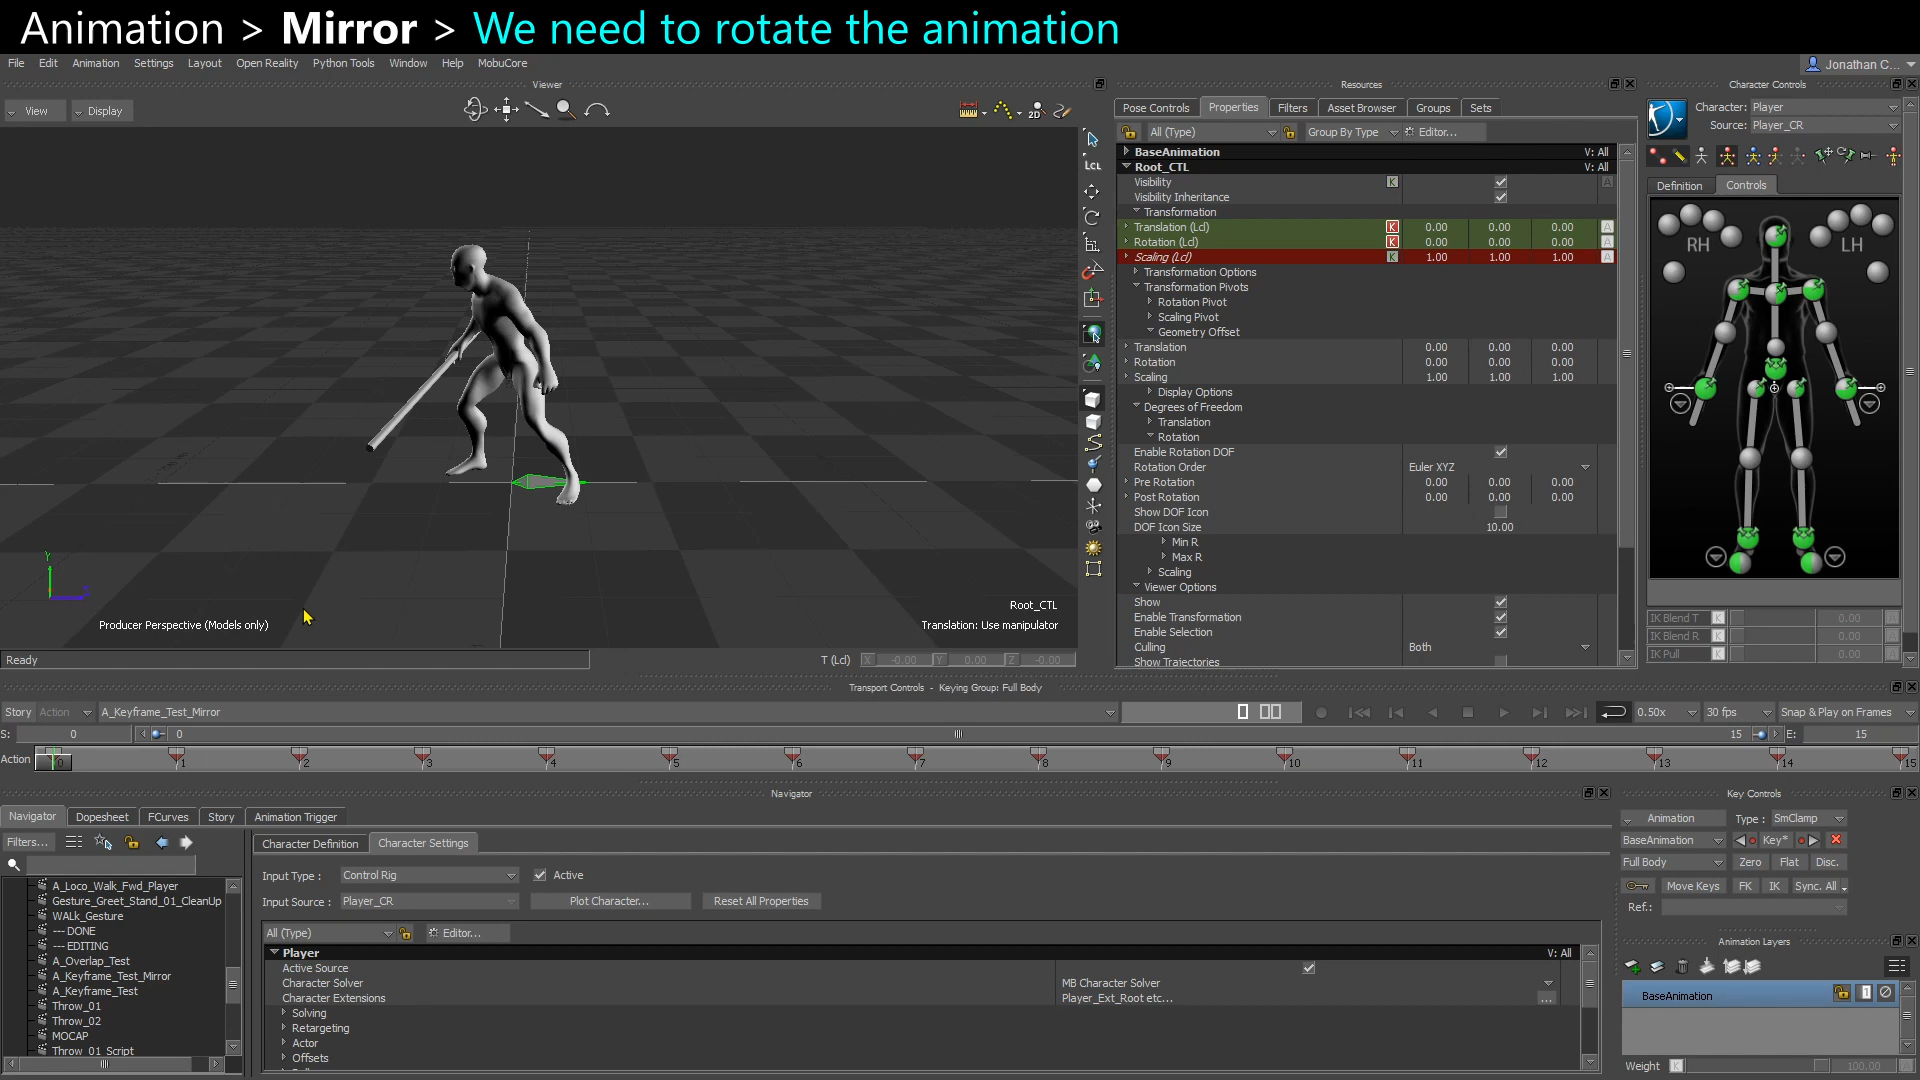 Animation > Mirror > We need to rotate the animation
File Edit Animation Settings Layout Open Reality Python Tools Window Help MobuCore
Jonathan C...
Viewer
View Display
2D
LCL
Producer Perspective (Models only)
Root_CTL
Translation: Use manipulator
Y
Ready
T (Lcl) X -0.00 Y 0.00 Z -0.00
Resources
Pose Controls Properties Filters Asset Browser Groups Sets
All (Type) Group By Type Editor...
BaseAnimation V: All
Root_CTL V: All
Visibility K A
Visibility Inheritance
Transformation
Translation (Lcl) K 0.00 0.00 0.00 A
Rotation (Lcl) K 0.00 0.00 0.00 A
Scaling (Lcl) K 1.00 1.00 1.00 A
Transformation Options
Transformation Pivots
Rotation Pivot
Scaling Pivot
Geometry Offset
Translation 0.00 0.00 0.00
Rotation 0.00 0.00 0.00
Scaling 1.00 1.00 1.00
Display Options
Degrees of Freedom
Translation
Rotation
Enable Rotation DOF
Rotation Order Euler XYZ
Pre Rotation 0.00 0.00 0.00
Post Rotation 0.00 0.00 0.00
Show DOF Icon
DOF Icon Size 10.00
Min R
Max R
Scaling
Viewer Options
Show
Enable Transformation
Enable Selection
Culling Both
Show Trajectories
Character Controls
Character: Player
Source: Player_CR
Definition Controls
RH LH
IK Blend T K 0.00 A
IK Blend R K 0.00 A
IK Pull K 0.00 A
Transport Controls - Keying Group: Full Body
Story Action A_Keyframe_Test_Mirror 0.50x 30 fps Snap & Play on Frames
S: 0 0 15 E: 15
Action 0 1 2 3 4 5 6 7 8 9 10 11 12 13 14 15
Navigator
Navigator Dopesheet FCurves Story Animation Trigger
Filters...
A_Loco_Walk_Fwd_Player
Gesture_Greet_Stand_01_CleanUp
WALk_Gesture
---DONE
---EDITING
A_Overlap_Test
A_Keyframe_Test_Mirror
A_Keyframe_Test
Throw_01
Throw_02
MOCAP
Throw_01_Script
Character Definition Character Settings
Input Type : Control Rig Active
Input Source : Player_CR Plot Character... Reset All Properties
All (Type) Editor...
Player V: All
Active Source
Character Solver MB Character Solver
Character Extensions Player_Ext_Root etc... ...
Solving
Retargeting
Actor
Offsets
Key Controls
Animation Type : SmClamp
BaseAnimation Key*
Full Body Zero Flat Disc.
Move Keys FK IK Sync. All
Ref.:
Animation Layers
BaseAnimation 1
Weight K 100.00 A